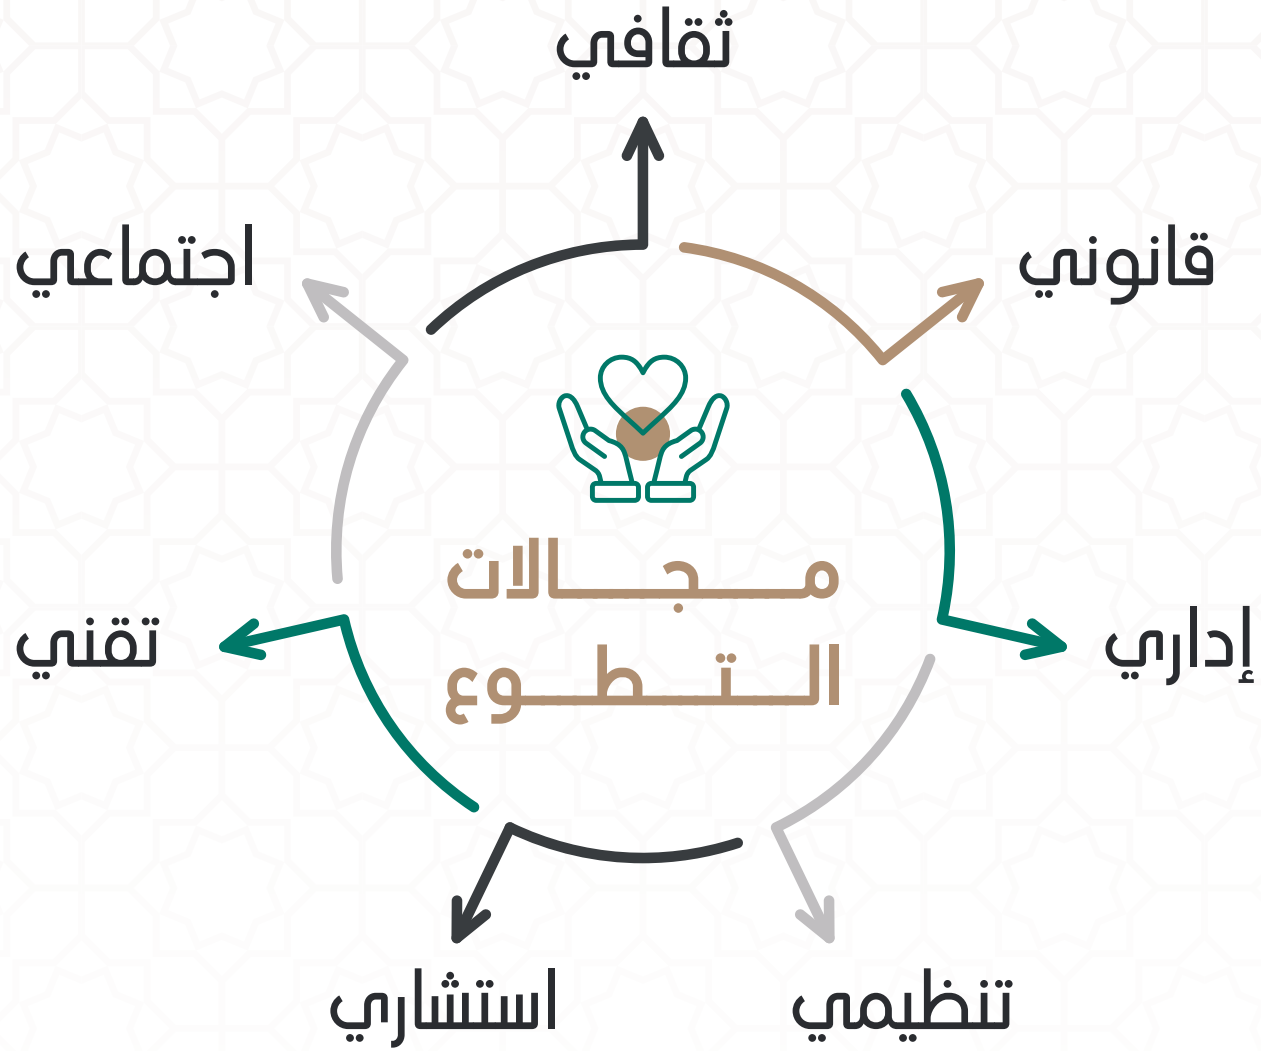 ثقافي
قانوني
اجتماعي
مجالات
التطوع
إداري
تقني
تنظيمي
استشاري